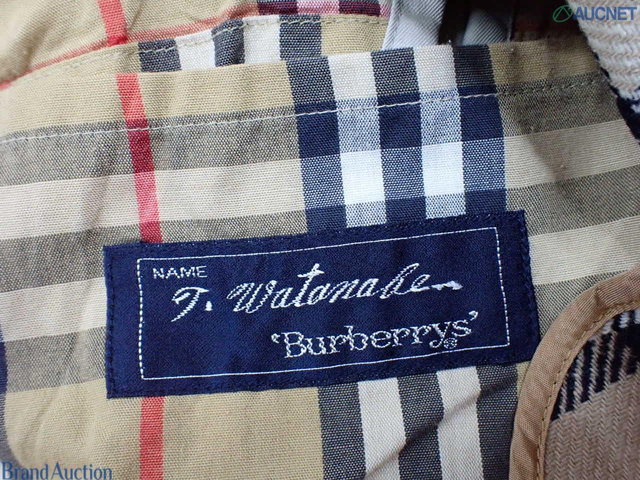 AUCNET
NAME
T. Watanabe
'Burberrys'®
Brand Auction